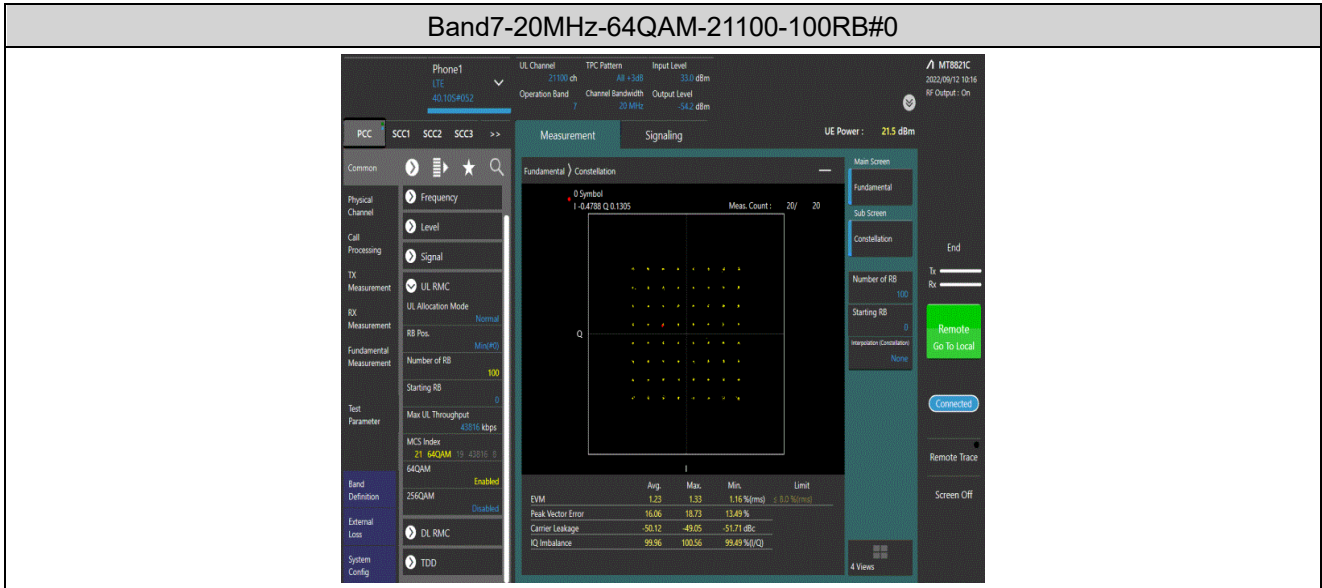 Band7-20MHz-64QAM-21100-100RB#0
Phone1
LTE
40.10S#052
UL Channel
21100 ch
TPC Pattern
All +3dB
Input Level
33.0 dBm
Operation Band
7
Channel Bandwidth
20 MHz
Output Level
-54.2 dBm
MT8821C
2022/09/12 10:16
RF Output : On
PCC SCC1 SCC2 SCC3 >>
Measurement
Signaling
UE Power : 21.5 dBm
Common
Physical
Channel
Call
Processing
TX
Measurement
RX
Measurement
Fundamental
Measurement
Test
Parameter
Band
Definition
External
Loss
System
Config
Frequency
Level
Signal
UL RMC
UL Allocation Mode
Normal
RB Pos.
Min(#0)
Number of RB
100
Starting RB
0
Max UL Throughput
43816 kbps
MCS Index
21 64QAM 19 43816 8
64QAM
Enabled
256QAM
Disabled
DL RMC
TDD
Fundamental Constellation
0 Symbol
I -0.4788 Q 0.1305
Meas. Count : 20/ 20
Q
I
Avg. Max. Min. Limit
EVM 1.23 1.33 1.16 %(rms) ≤ 8.0 %(rms)
Peak Vector Error 16.06 18.73 13.49 %
Carrier Leakage -50.12 -49.05 -51.71 dBc
IQ Imbalance 99.96 100.56 99.49 %(I/Q)
Main Screen
Fundamental
Sub Screen
Constellation
Number of RB
100
Starting RB
0
Interpolation (Constellation)
None
4 Views
End
Tx
Rx
Remote
Go To Local
Connected
Remote Trace
Screen Off